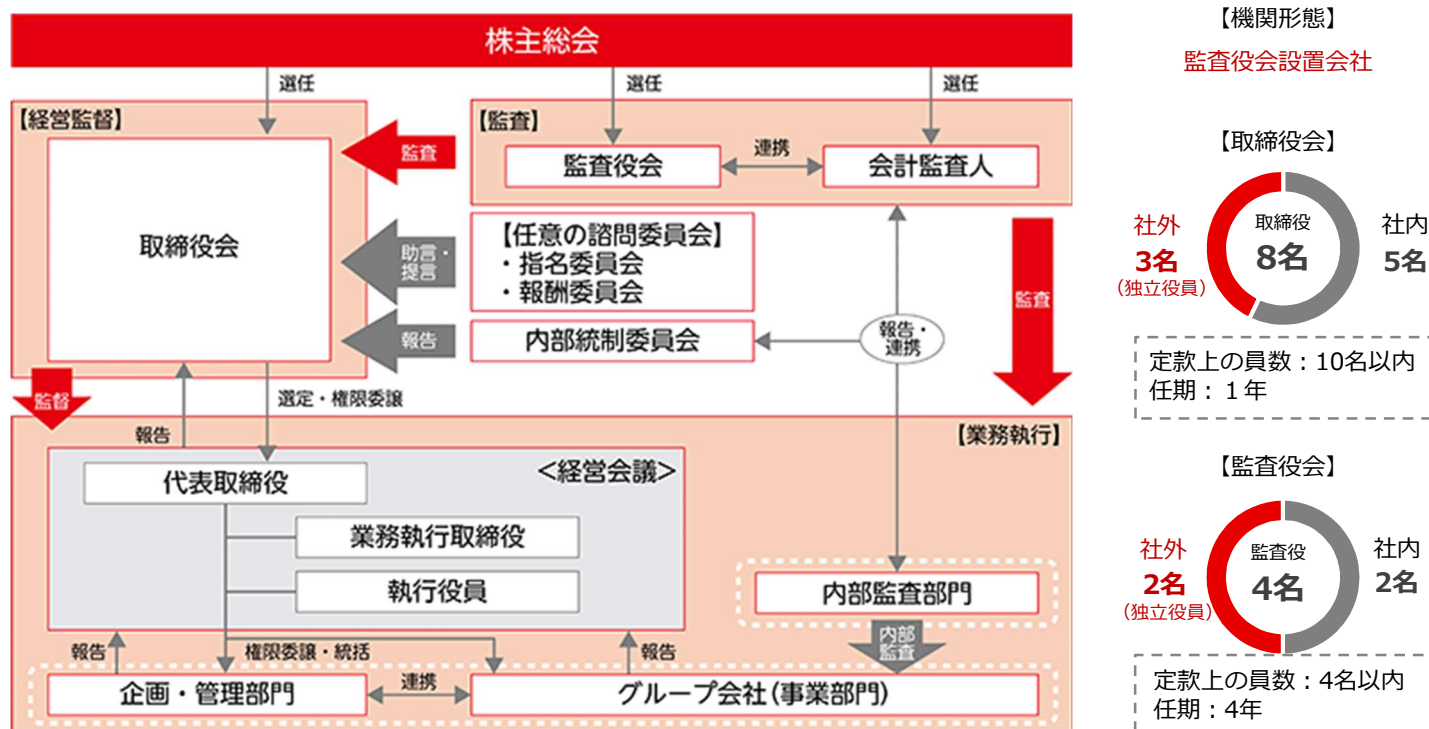 株主総会
選任
選任
選任
【経営監督】
取締役会
監査
【監査】
監査役会
連携
会計監査人
助言・
提言
【任意の諮問委員会】
・指名委員会
・報酬委員会
報告
内部統制委員会
報告・
連携
監査
監督
報告
選定・権限委譲
【業務執行】
<経営会議>
代表取締役
業務執行取締役
執行役員
内部監査部門
内部
監査
報告
権限委譲・統括
報告
企画・管理部門
連携
グループ会社(事業部門)
【機関形態】
監査役会設置会社
【取締役会】
社外
3名
(独立役員)
取締役
8名
社内
5名
定款上の員数:10名以内
任期:1年
【監査役会】
社外
2名
(独立役員)
監査役
4名
社内
2名
定款上の員数:4名以内
任期:4年